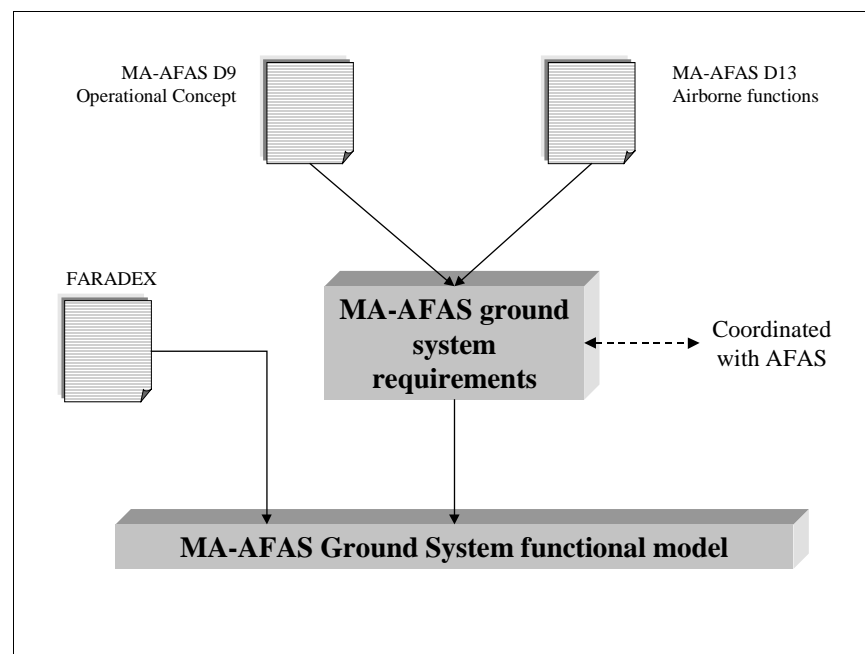 MA-AFAS D9
Operational Concept
MA-AFAS D13
Airborne functions
FARADEX
MA-AFAS ground
system
requirements
Coordinated
with AFAS
MA-AFAS Ground System functional model